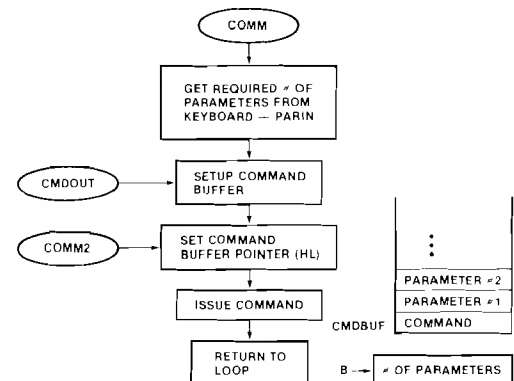 COMM
GET REQUIRED # OF
PARAMETERS FROM
KEYBOARD — PARIN
CMDOUT
SETUP COMMAND
BUFFER
COMM2
SET COMMAND
BUFFER POINTER (HL)
ISSUE COMMAND
RETURN TO
LOOP
PARAMETER #2
PARAMETER #1
CMDBUF
COMMAND
B
# OF PARAMETERS